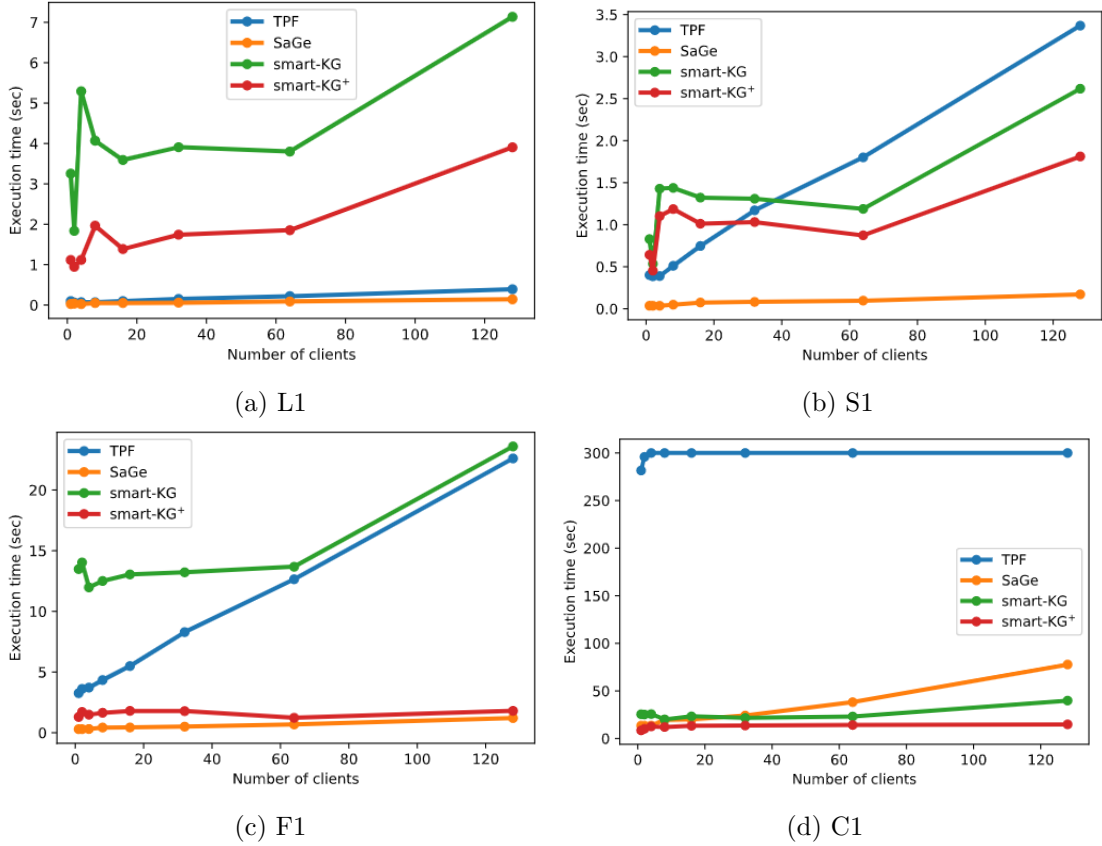 TPF
SaGe
smart-KG
smart-KG+
Execution time (sec)
7
6
5
4
3
2
1
0
0 20 40 60 80 100 120
Number of clients
(a) L1
TPF
SaGe
smart-KG
smart-KG+
Execution time (sec)
3.5
3.0
2.5
2.0
1.5
1.0
0.5
0.0
0 20 40 60 80 100 120
Number of clients
(b) S1
TPF
SaGe
smart-KG
smart-KG+
Execution time (sec)
20
15
10
5
0
0 20 40 60 80 100 120
Number of clients
(c) F1
TPF
SaGe
smart-KG
smart-KG+
Execution time (sec)
300
250
200
150
100
50
0
0 20 40 60 80 100 120
Number of clients
(d) C1